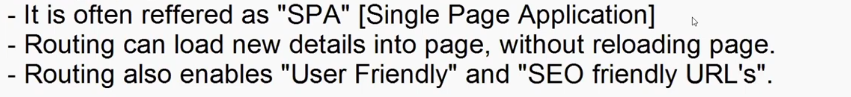 - It is often reffered as "SPA" [Single Page Application]
- Routing can load new details into page, without reloading page.
- Routing also enables "User Friendly" and "SEO friendly URL's".